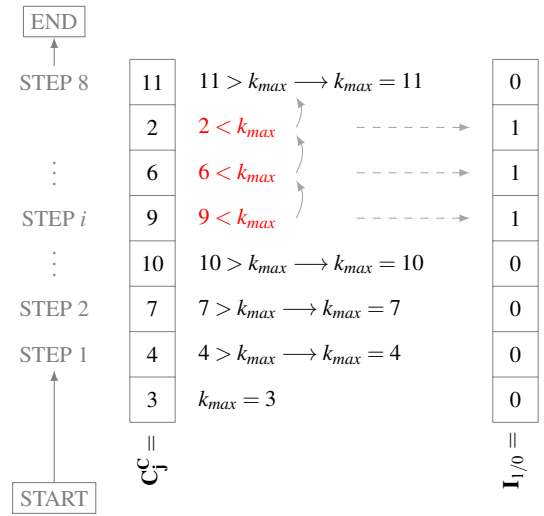 END
STEP 8 11 11 > k_max ⟶ k_max = 11 0
2 2 < k_max 1
⋮ 6 6 < k_max 1
STEP i 9 9 < k_max 1
⋮ 10 10 > k_max ⟶ k_max = 10 0
STEP 2 7 7 > k_max ⟶ k_max = 7 0
STEP 1 4 4 > k_max ⟶ k_max = 4 0
3 k_max = 3 0
C_j^C = I_1/0 =
START